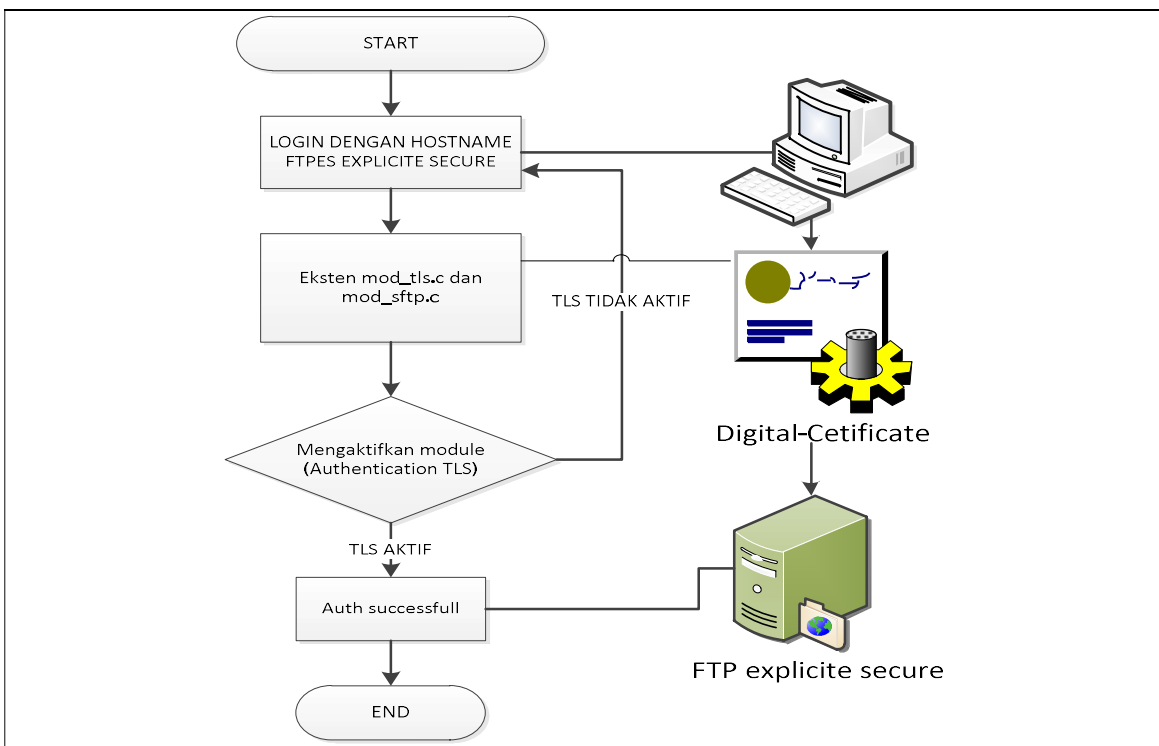 START
LOGIN DENGAN HOSTNAME
FTPES EXPLICITE SECURE
Eksten mod_tls.c dan
mod_sftp.c
TLS TIDAK AKTIF
Digital-Cetificate
Mengaktifkan module
(Authentication TLS)
TLS AKTIF
Auth successfull
FTP explicite secure
END